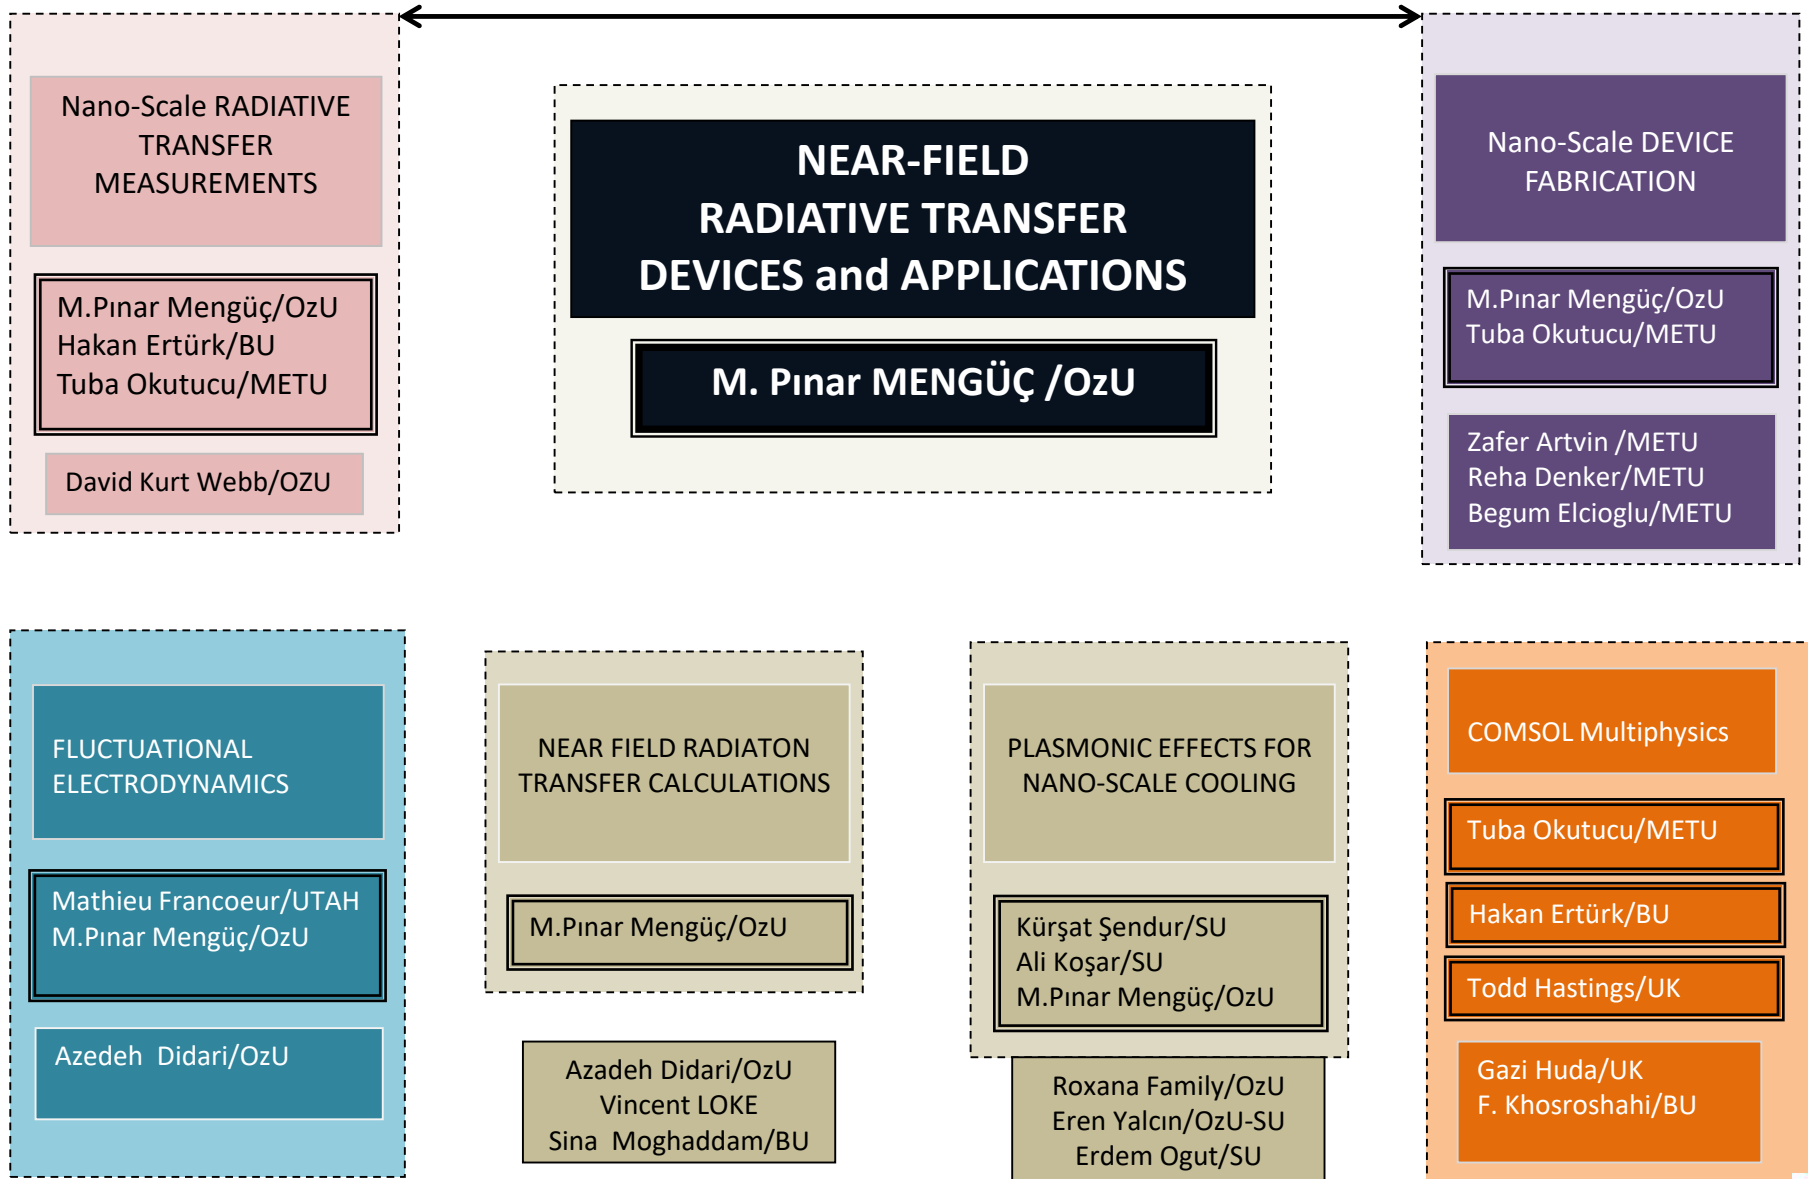 Nano-Scale RADIATIVE
TRANSFER
MEASUREMENTS
M.Pınar Mengüç/OzU
Hakan Ertürk/BU
Tuba Okutucu/METU
David Kurt Webb/OZU
NEAR-FIELD
RADIATIVE TRANSFER
DEVICES and APPLICATIONS
M. Pınar MENGÜÇ /OzU
Nano-Scale DEVICE
FABRICATION
M.Pınar Mengüç/OzU
Tuba Okutucu/METU
Zafer Artvin /METU
Reha Denker/METU
Begum Elcioglu/METU
FLUCTUATIONAL
ELECTRODYNAMICS
Mathieu Francoeur/UTAH
M.Pınar Mengüç/OzU
Azedeh  Didari/OzU
NEAR FIELD RADIATON
TRANSFER CALCULATIONS
M.Pınar Mengüç/OzU
Azadeh Didari/OzU
Vincent LOKE
Sina  Moghaddam/BU
PLASMONIC EFFECTS FOR
NANO-SCALE COOLING
Kürşat Şendur/SU
Ali Koşar/SU
M.Pınar Mengüç/OzU
Roxana Family/OzU
Eren Yalcın/OzU-SU
Erdem Ogut/SU
COMSOL Multiphysics
Tuba Okutucu/METU
Hakan Ertürk/BU
Todd Hastings/UK
Gazi Huda/UK
F. Khosroshahi/BU